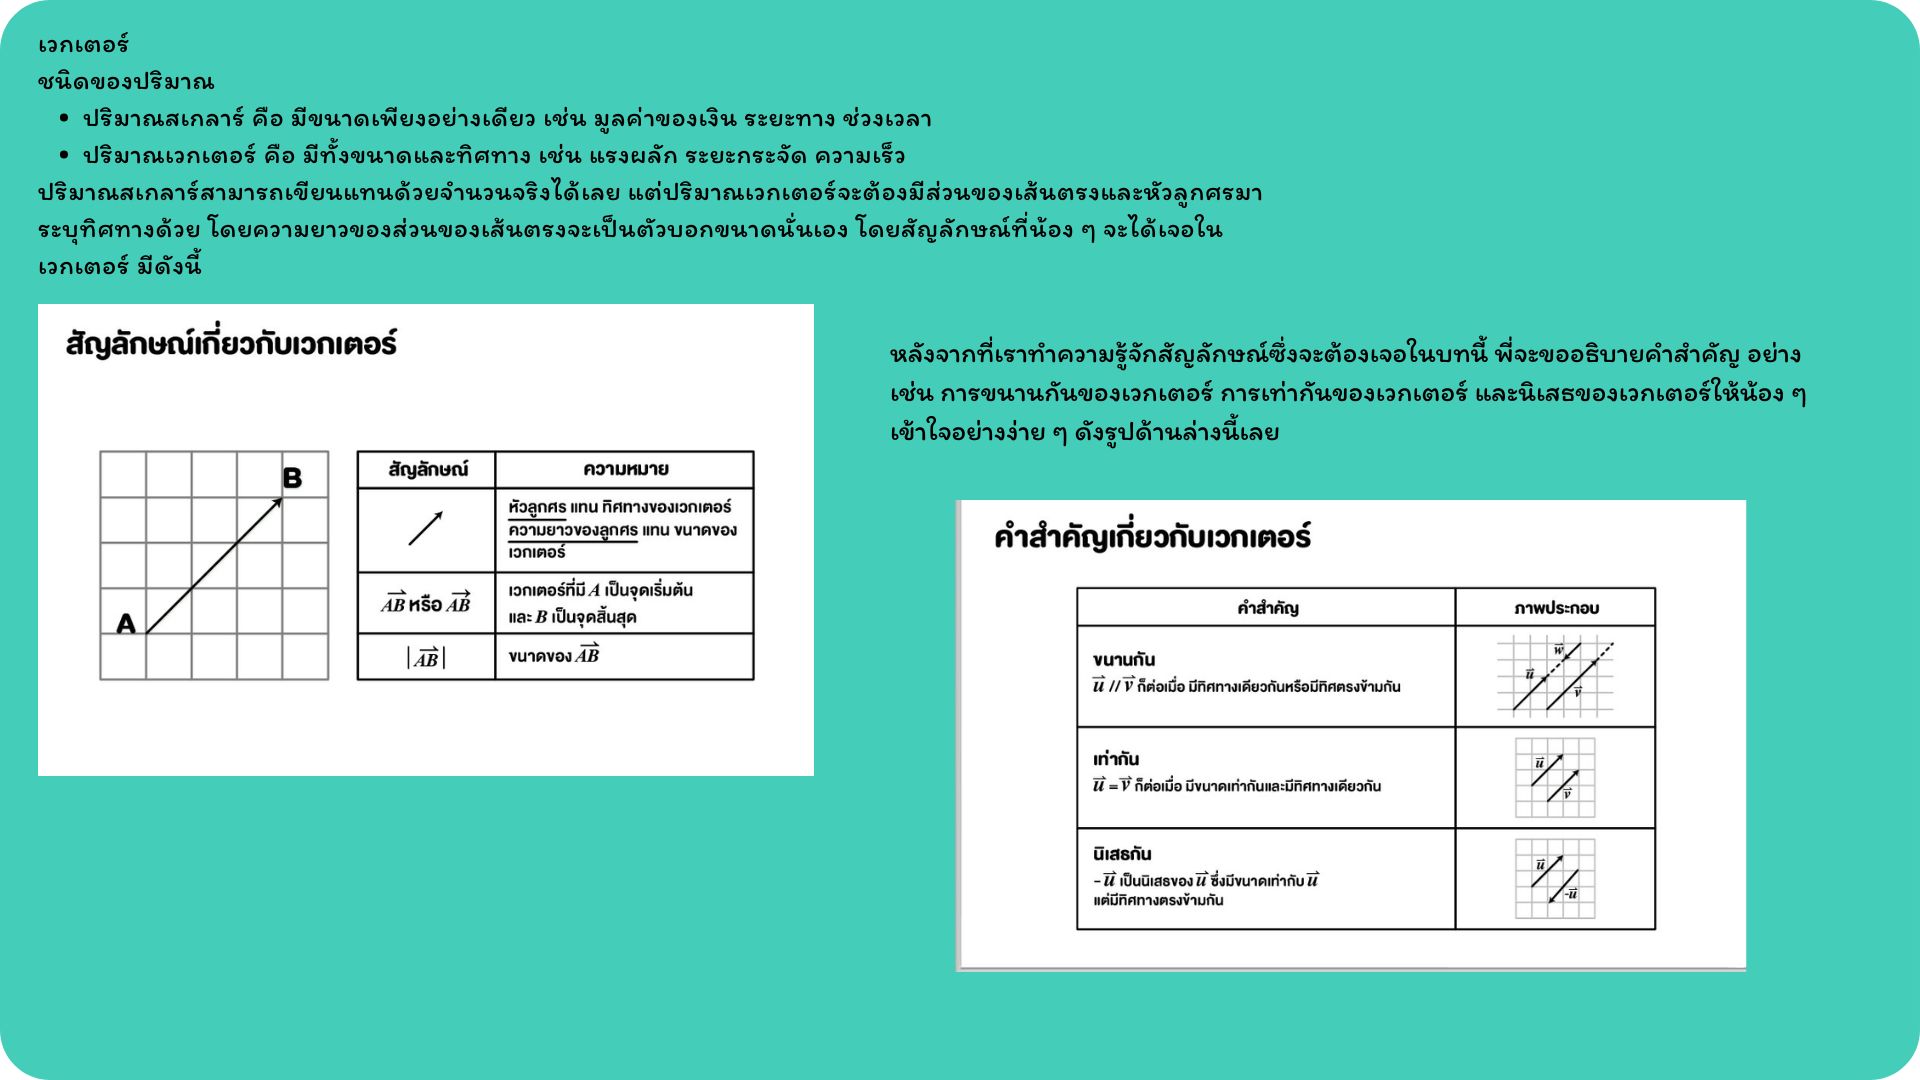 เวกเตอร์
ชนิดของปริมาณ
• ปริมาณสเกลาร์ คือ มีขนาดเพียงอย่างเดียว เช่น มูลค่าของเงิน ระยะทาง ช่วงเวลา
• ปริมาณเวกเตอร์ คือ มีทั้งขนาดและทิศทาง เช่น แรงผลัก ระยะกระจัด ความเร็ว
ปริมาณสเกลาร์สามารถเขียนแทนด้วยจำนวนจริงได้เลย แต่ปริมาณเวกเตอร์จะต้องมีส่วนของเส้นตรงและหัวลูกศรมา
ระบุทิศทางด้วย โดยความยาวของส่วนของเส้นตรงจะเป็นตัวบอกขนาดนั่นเอง โดยสัญลักษณ์ที่น้อง ๆ จะได้เจอใน
เวกเตอร์ มีดังนี้
สัญลักษณ์เกี่ยวกับเวกเตอร์
B
A
สัญลักษณ์ ความหมาย
หัวลูกศร แทน ทิศทางของเวกเตอร์
ความยาวของลูกศร แทน ขนาดของ
เวกเตอร์
$\overrightarrow{AB}$ หรือ $\overrightarrow{AB}$
เวกเตอร์ที่มี A เป็นจุดเริ่มต้น
และ B เป็นจุดสิ้นสุด
$|\overrightarrow{AB}|$ ขนาดของ $\overrightarrow{AB}$
หลังจากที่เราทำความรู้จักสัญลักษณ์ซึ่งจะต้องเจอในบทนี้ พี่จะขออธิบายคำสำคัญ อย่าง
เช่น การขนานกันของเวกเตอร์ การเท่ากันของเวกเตอร์ และนิเสธของเวกเตอร์ให้น้อง ๆ
เข้าใจอย่างง่าย ๆ ดังรูปด้านล่างนี้เลย
คำสำคัญเกี่ยวกับเวกเตอร์
คำสำคัญ ภาพประกอบ
ขนานกัน
$\vec{u}$ // $\vec{v}$ ก็ต่อเมื่อ มีทิศทางเดียวกันหรือมีทิศตรงข้ามกัน
$\vec{w}$
$\vec{u}$
$\vec{v}$
เท่ากัน
$\vec{u}$ = $\vec{v}$ ก็ต่อเมื่อ มีขนาดเท่ากันและมีทิศทางเดียวกัน
$\vec{u}$
$\vec{v}$
นิเสธกัน
-$\vec{u}$ เป็นนิเสธของ $\vec{u}$ ซึ่งมีขนาดเท่ากับ $\vec{u}$
แต่มีทิศทางตรงข้ามกัน
$\vec{u}$
-$\vec{u}$